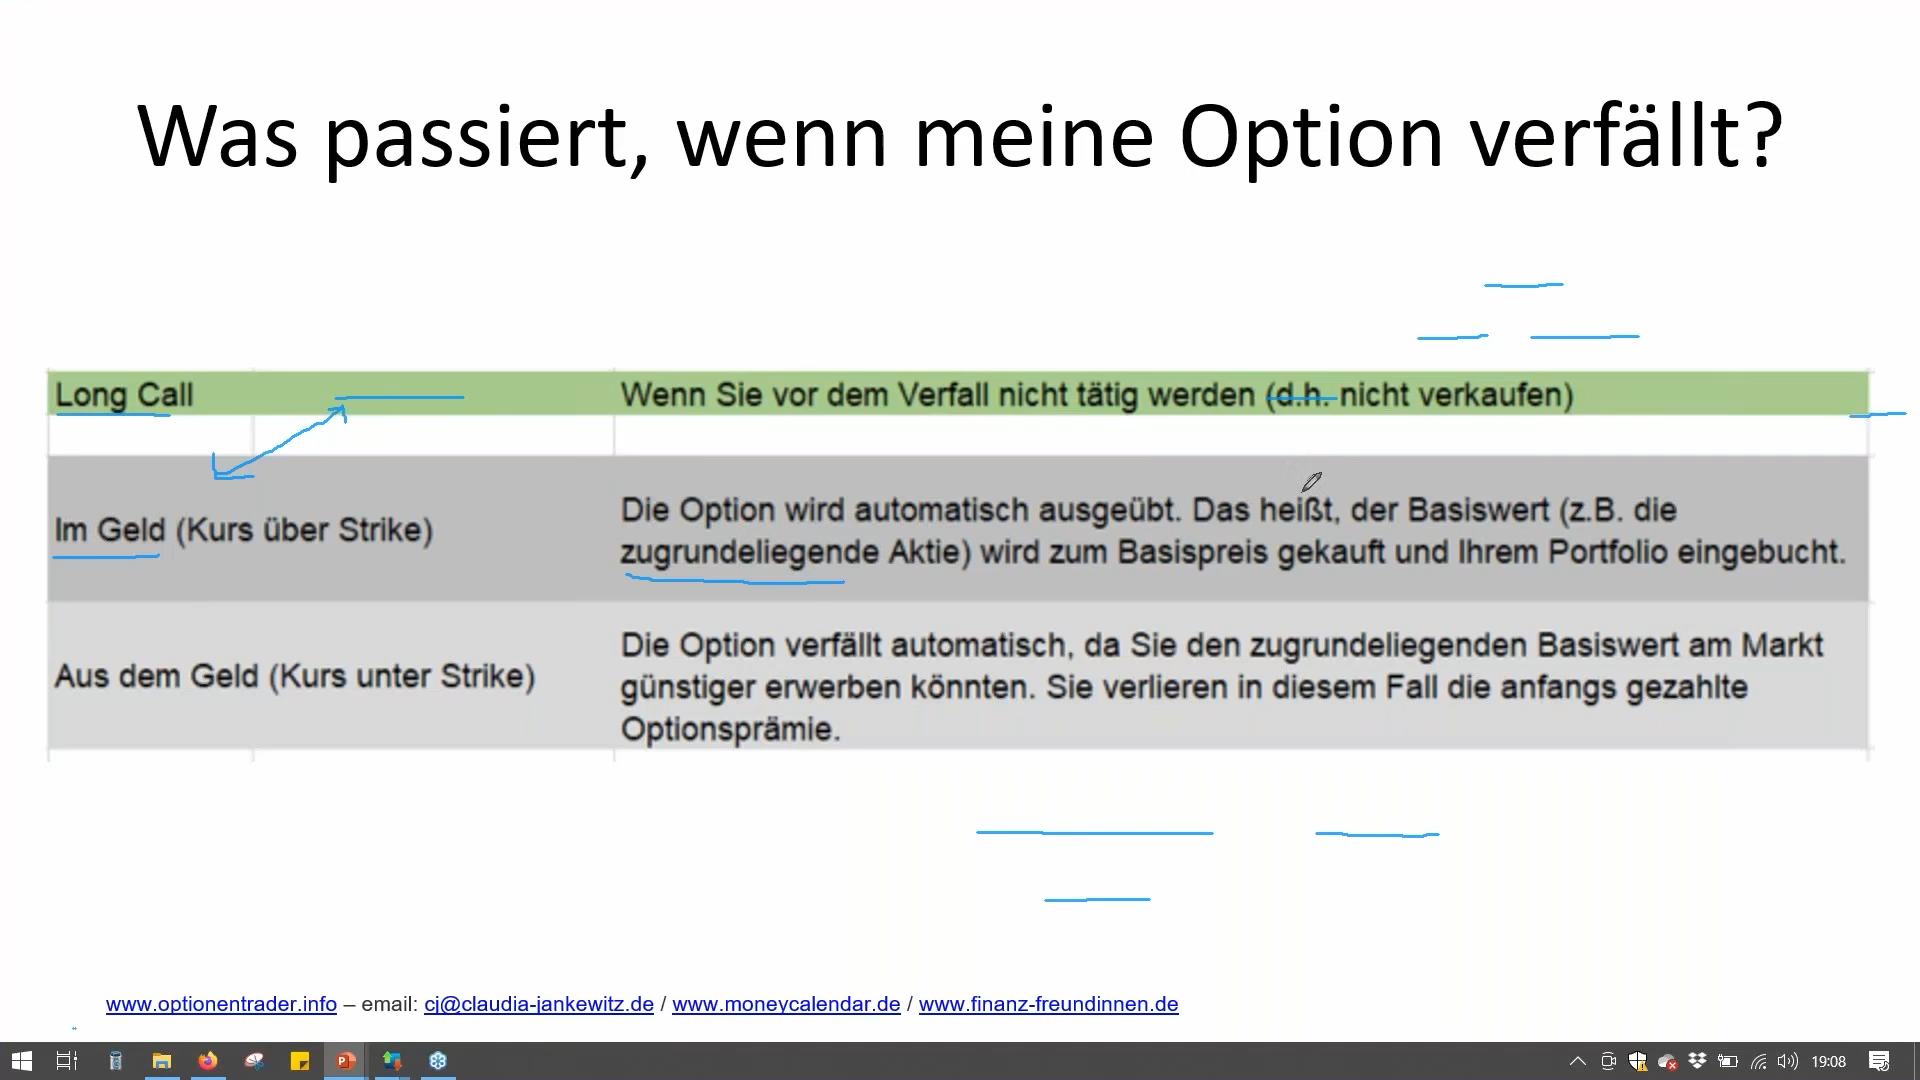 Was passiert, wenn meine Option verfällt?
Long Call
Wenn Sie vor dem Verfall nicht tätig werden (d.h. nicht verkaufen)
Im Geld (Kurs über Strike)
Die Option wird automatisch ausgeübt. Das heißt, der Basiswert (z.B. die
zugrundeliegende Aktie) wird zum Basispreis gekauft und Ihrem Portfolio eingebucht.
Aus dem Geld (Kurs unter Strike)
Die Option verfällt automatisch, da Sie den zugrundeliegenden Basiswert am Markt
günstiger erwerben könnten. Sie verlieren in diesem Fall die anfangs gezahlte
Optionsprämie.
www.optionentrader.info – email: cj@claudia-jankewitz.de / www.moneycalendar.de / www.finanz-freundinnen.de
19:08